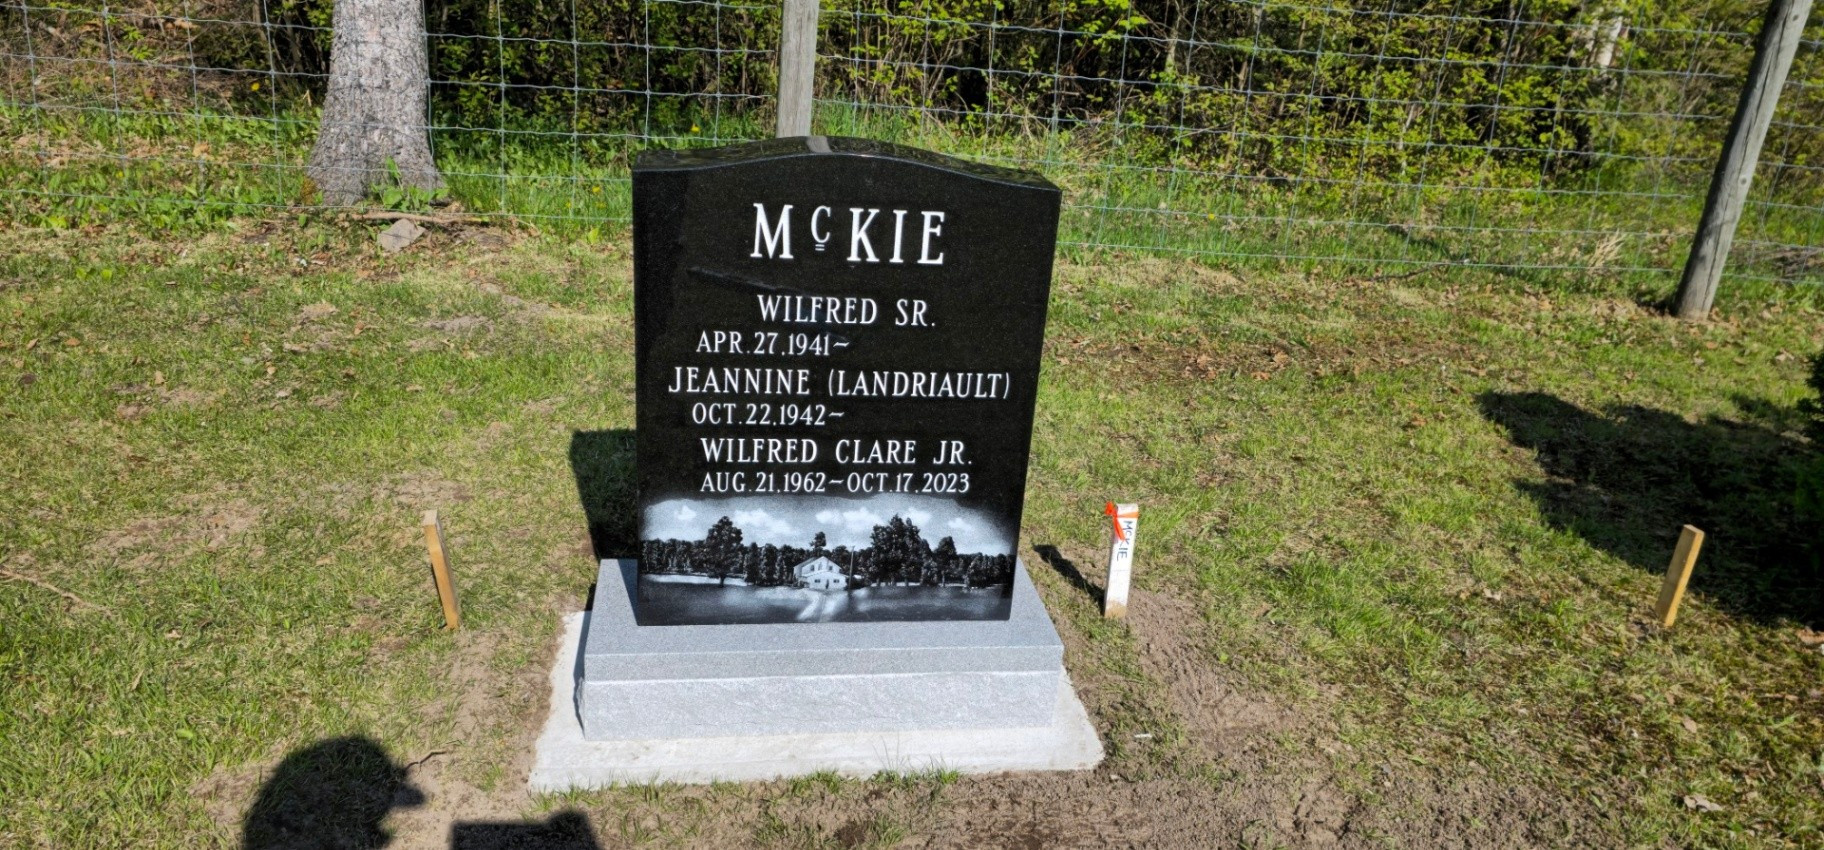 McKIE
WILFRED SR.
APR. 27, 1941~
JEANNINE (LANDRIAULT)
OCT. 22, 1942~
WILFRED CLARE JR.
AUG. 21, 1962~OCT. 17, 2023
McKIE